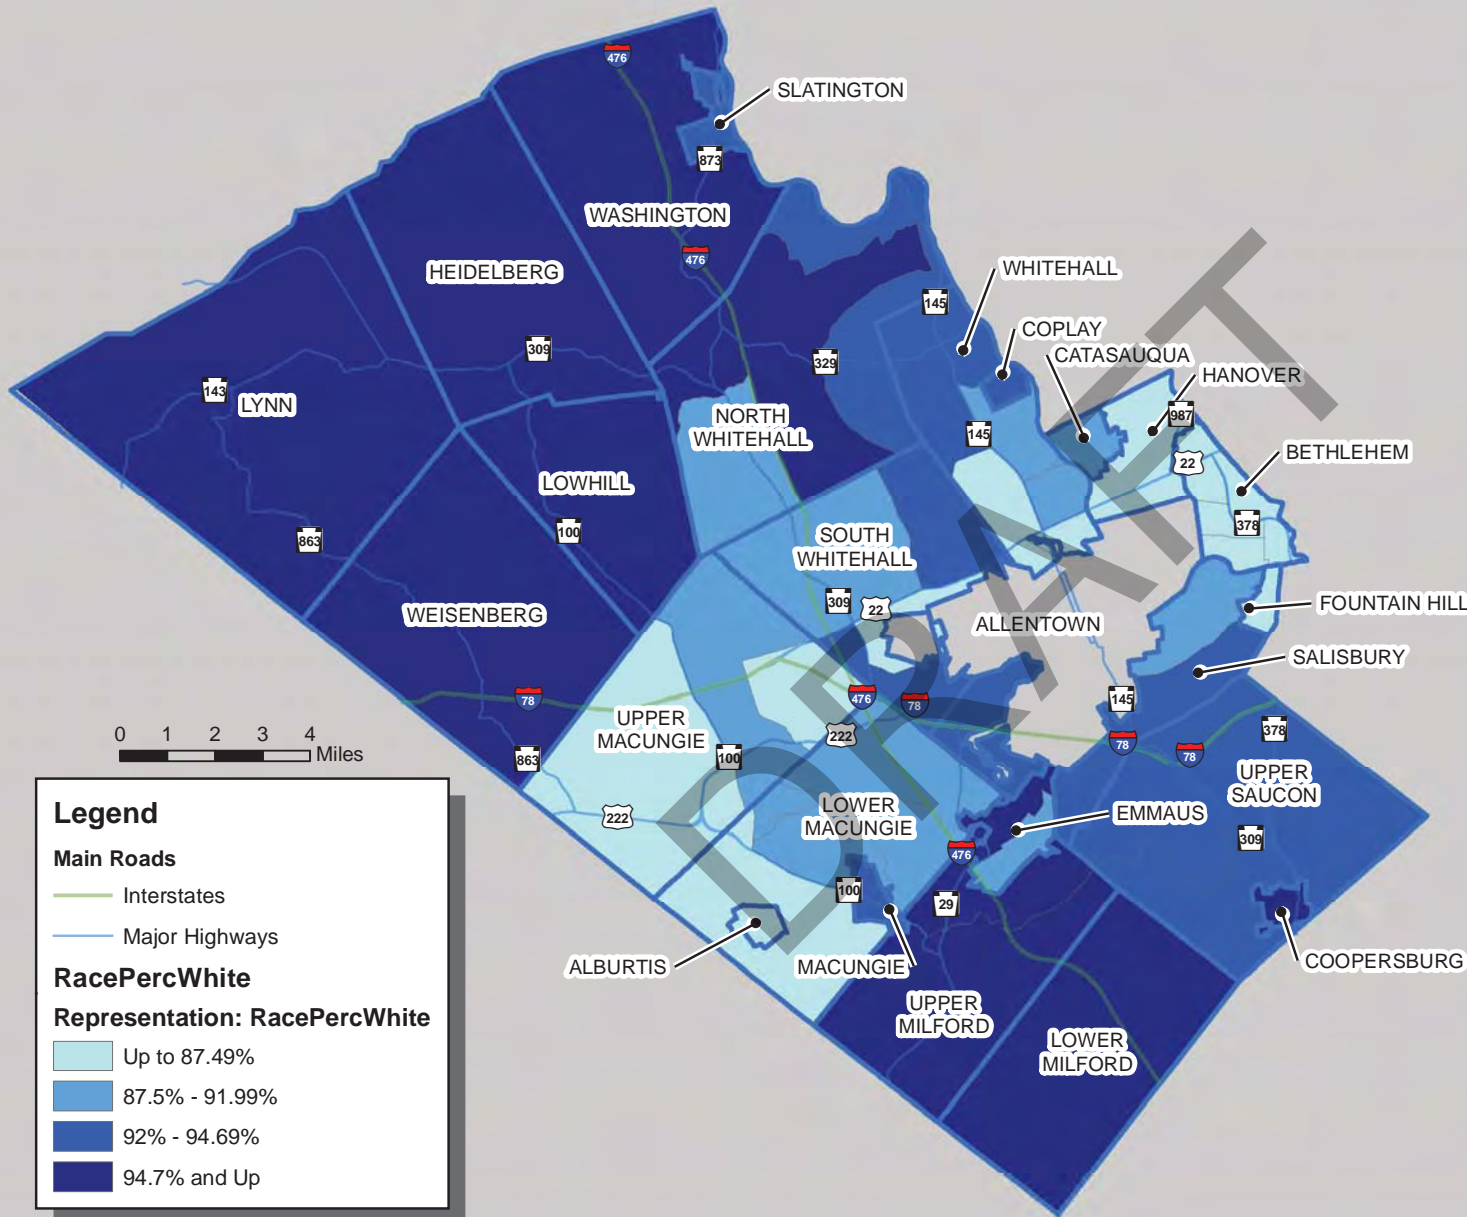 476
SLATINGTON
873
WASHINGTON
476
HEIDELBERG
WHITEHALL
145
COPLAY
CATASAUQUA
HANOVER
309
329
143
LYNN
NORTH
WHITEHALL
987
145
22
BETHLEHEM
LOWHILL
100
863
378
SOUTH
WHITEHALL
309
22
WEISENBERG
ALLENTOWN
FOUNTAIN HILL
SALISBURY
78
476
78
145
UPPER
MACUNGIE
222
378
78
78
863
100
UPPER
SAUCON
222
LOWER
MACUNGIE
EMMAUS
309
476
100
29
ALBURTIS
MACUNGIE
COOPERSBURG
UPPER
MILFORD
LOWER
MILFORD
DRAFT
0 1 2 3 4
Miles
Legend
Main Roads
Interstates
Major Highways
RacePercWhite
Representation: RacePercWhite
Up to 87.49%
87.5% - 91.99%
92% - 94.69%
94.7% and Up